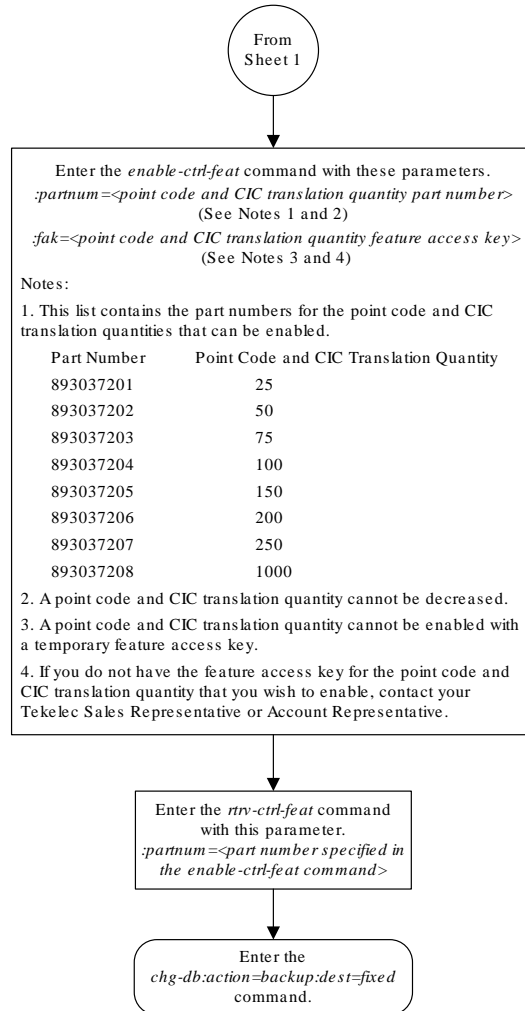 From
Sheet 1
Enter the enable-ctrl-feat command with these parameters.
:partnum=<point code and CIC translation quantity part number>
(See Notes 1 and 2)
:fak=<point code and CIC translation quantity feature access key>
(See Notes 3 and 4)
Notes:
1. This list contains the part numbers for the point code and CIC
translation quantities that can be enabled.
Part Number Point Code and CIC Translation Quantity
893037201 25
893037202 50
893037203 75
893037204 100
893037205 150
893037206 200
893037207 250
893037208 1000
2. A point code and CIC translation quantity cannot be decreased.
3. A point code and CIC translation quantity cannot be enabled with
a temporary feature access key.
4. If you do not have the feature access key for the point code and
CIC translation quantity that you wish to enable, contact your
Tekelec Sales Representative or Account Representative.
Enter the rtrv-ctrl-feat command
with this parameter.
:partnum=<part number specified in
the enable-ctrl-feat command>
Enter the
chg-db:action=backup:dest=fixed
command.